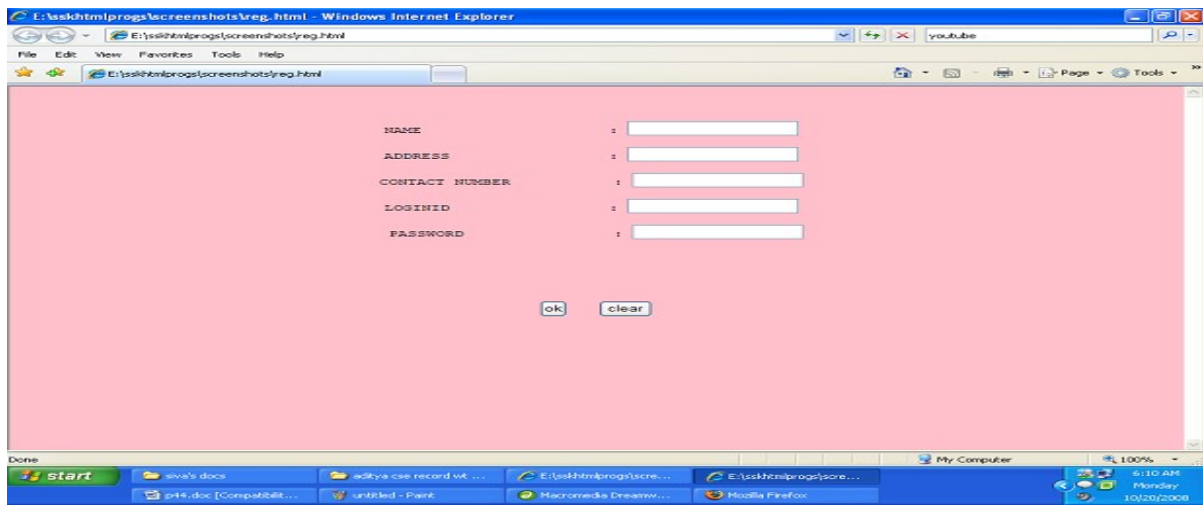 E:\sskhtmlprogs\screenshots\reg.html - Windows Internet Explorer
E:\sskhtmlprogs\screenshots\reg.html youtube
File Edit View Favorites Tools Help
E:\sskhtmlprogs\screenshots\reg.html Page Tools
NAME :
ADDRESS :
CONTACT NUMBER :
LOGINID :
PASSWORD :
ok clear
Done My Computer 100%
start siva's docs aditya cse record wt ... E:\sskhtmlprogs\scre... E:\sskhtmlprogs\scre... 6:10 AM
Monday
p44.doc [Compatibilit... untitled - Paint Macromedia Dreamw... Mozilla Firefox 10/20/2008